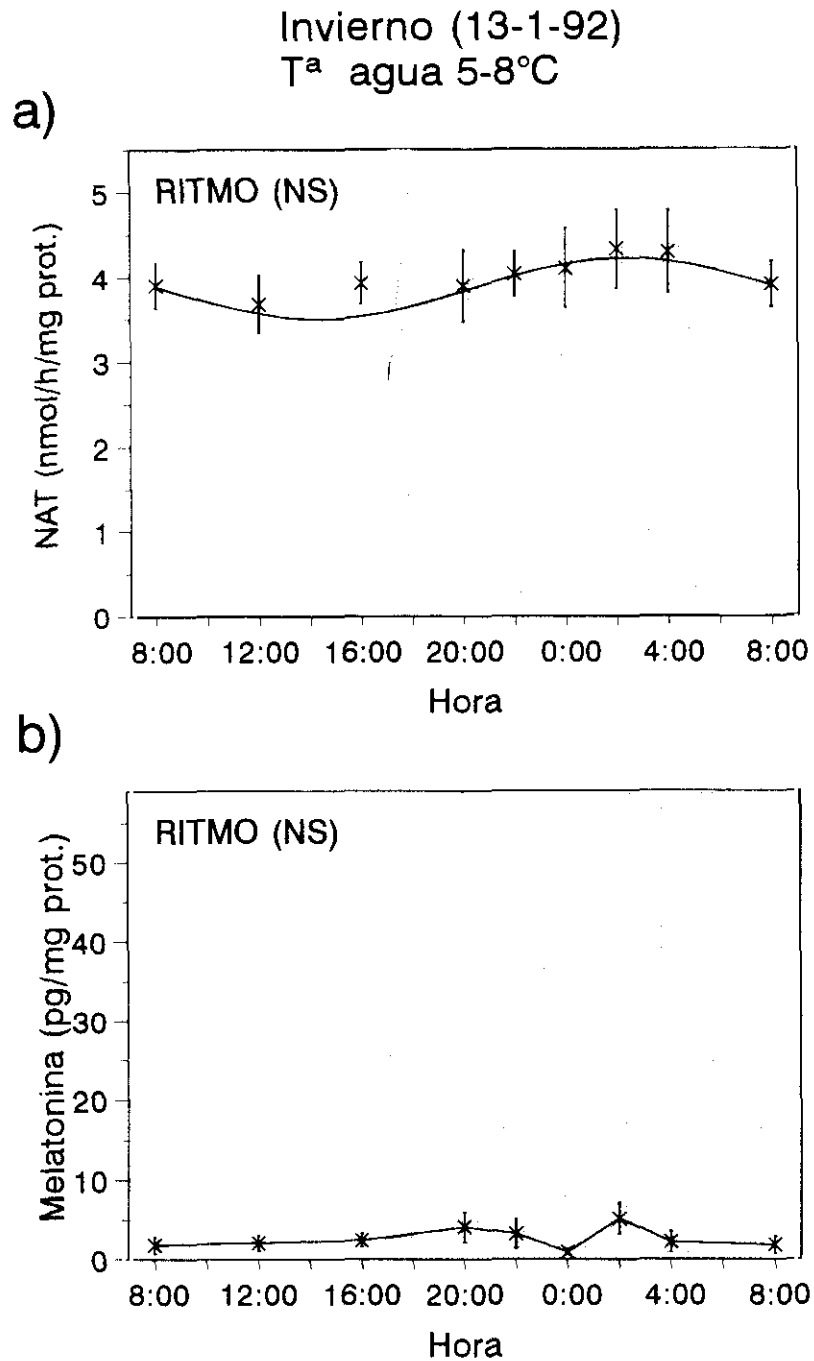 Invierno (13-1-92)
Tª agua 5-8°C
a)
RITMO (NS)
NAT (nmol/h/mg prot.)
5
4
3
2
1
0
8:00 12:00 16:00 20:00 0:00 4:00 8:00
Hora
b)
RITMO (NS)
Melatonina (pg/mg prot.)
50
40
30
20
10
0
8:00 12:00 16:00 20:00 0:00 4:00 8:00
Hora